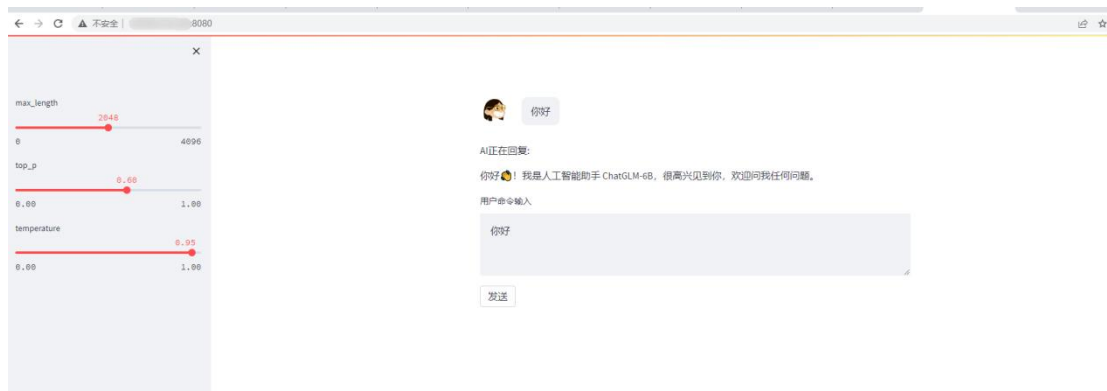 不安全
:8080
max_length
2048
0 4096
top_p
0.60
0.00 1.00
temperature
0.95
0.00 1.00
你好
AI正在回复:
你好👏！我是人工智能助手 ChatGLM-6B，很高兴见到你，欢迎问我任何问题。
用户命令输入
你好
发送